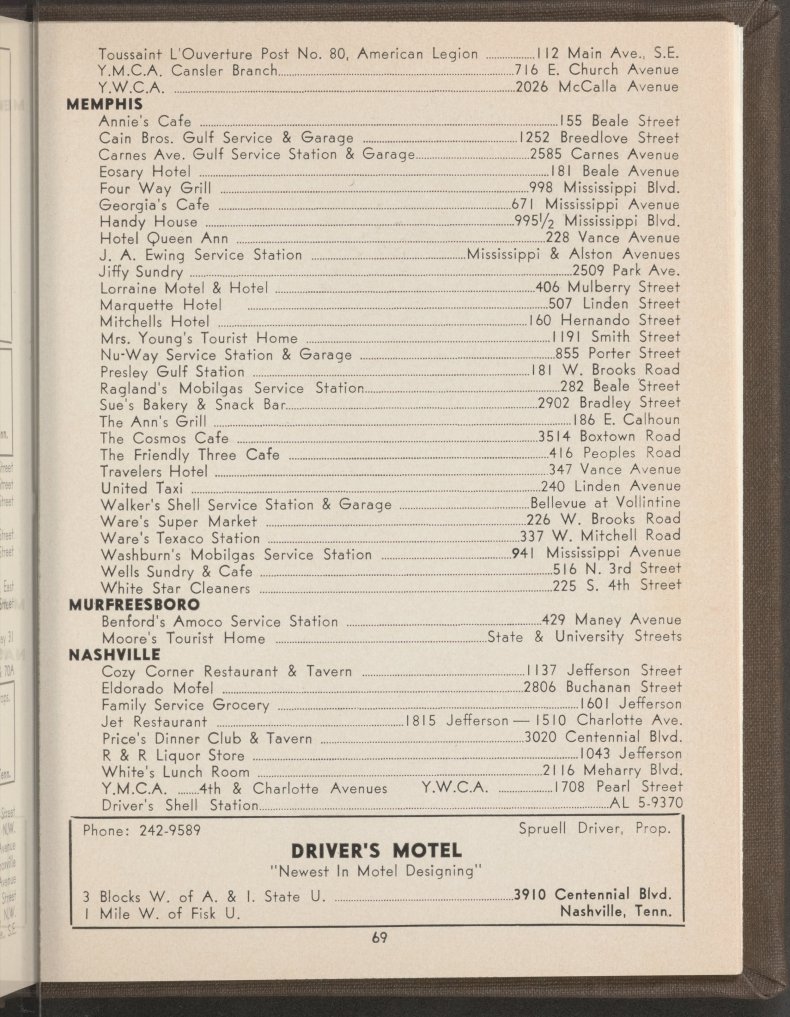 Toussaint L'Ouverture Post No. 80, American Legion ..............112 Main Ave., S.E.
Y.M.C.A. Cansler Branch..............716 E. Church Avenue
Y.W.C.A. ..............2026 McCalla Avenue
MEMPHIS
Annie's Cafe ..............155 Beale Street
Cain Bros. Gulf Service & Garage ..............1252 Breedlove Street
Carnes Ave. Gulf Service Station & Garage..............2585 Carnes Avenue
Eosary Hotel ..............181 Beale Avenue
Four Way Grill ..............998 Mississippi Blvd.
Georgia's Cafe ..............671 Mississippi Avenue
Handy House ..............995½ Mississippi Blvd.
Hotel Queen Ann ..............228 Vance Avenue
J. A. Ewing Service Station ..............Mississippi & Alston Avenues
Jiffy Sundry ..............2509 Park Ave.
Lorraine Motel & Hotel ..............406 Mulberry Street
Marquette Hotel ..............507 Linden Street
Mitchells Hotel ..............160 Hernando Street
Mrs. Young's Tourist Home ..............1191 Smith Street
Nu-Way Service Station & Garage ..............855 Porter Street
Presley Gulf Station ..............181 W. Brooks Road
Ragland's Mobilgas Service Station..............282 Beale Street
Sue's Bakery & Snack Bar..............2902 Bradley Street
The Ann's Grill ..............186 E. Calhoun
The Cosmos Cafe ..............3514 Boxtown Road
The Friendly Three Cafe ..............416 Peoples Road
Travelers Hotel ..............347 Vance Avenue
United Taxi ..............240 Linden Avenue
Walker's Shell Service Station & Garage ..............Bellevue at Vollintine
Ware's Super Market ..............226 W. Brooks Road
Ware's Texaco Station ..............337 W. Mitchell Road
Washburn's Mobilgas Service Station ..............941 Mississippi Avenue
Wells Sundry & Cafe ..............516 N. 3rd Street
White Star Cleaners ..............225 S. 4th Street
MURFREESBORO
Benford's Amoco Service Station ..............429 Maney Avenue
Moore's Tourist Home ..............State & University Streets
NASHVILLE
Cozy Corner Restaurant & Tavern ..............1137 Jefferson Street
Eldorado Mofel ..............2806 Buchanan Street
Family Service Grocery ..............1601 Jefferson
Jet Restaurant ..............1815 Jefferson — 1510 Charlotte Ave.
Price's Dinner Club & Tavern ..............3020 Centennial Blvd.
R & R Liquor Store ..............1043 Jefferson
White's Lunch Room ..............2116 Meharry Blvd.
Y.M.C.A. ......4th & Charlotte Avenues Y.W.C.A. ..............1708 Pearl Street
Driver's Shell Station..............AL 5-9370
Phone: 242-9589 Spruell Driver, Prop.
DRIVER'S MOTEL
"Newest In Motel Designing"
3 Blocks W. of A. & I. State U. ..............3910 Centennial Blvd.
1 Mile W. of Fisk U. Nashville, Tenn.
69